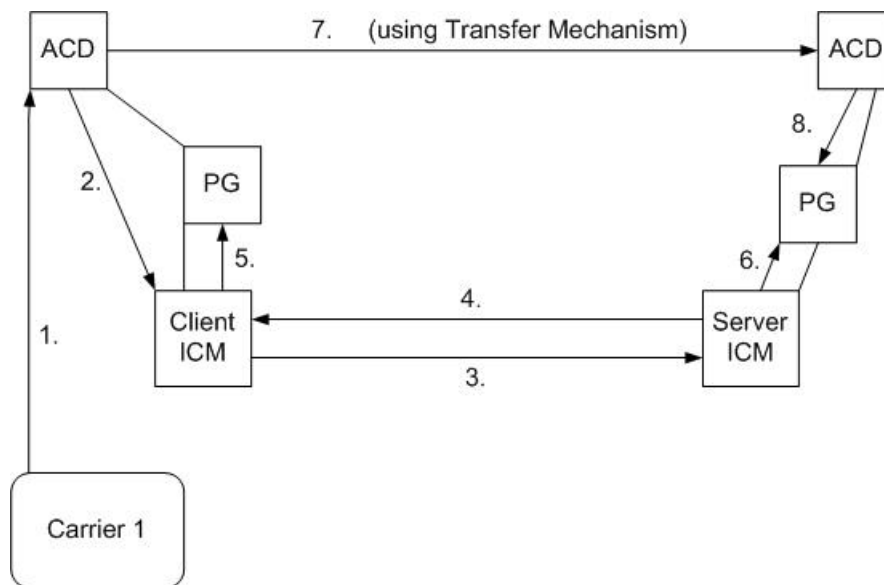 7. (using Transfer Mechanism)
ACD
ACD
8.
2.
PG
PG
5.
6.
4.
Client
ICM
Server
ICM
1.
3.
Carrier 1